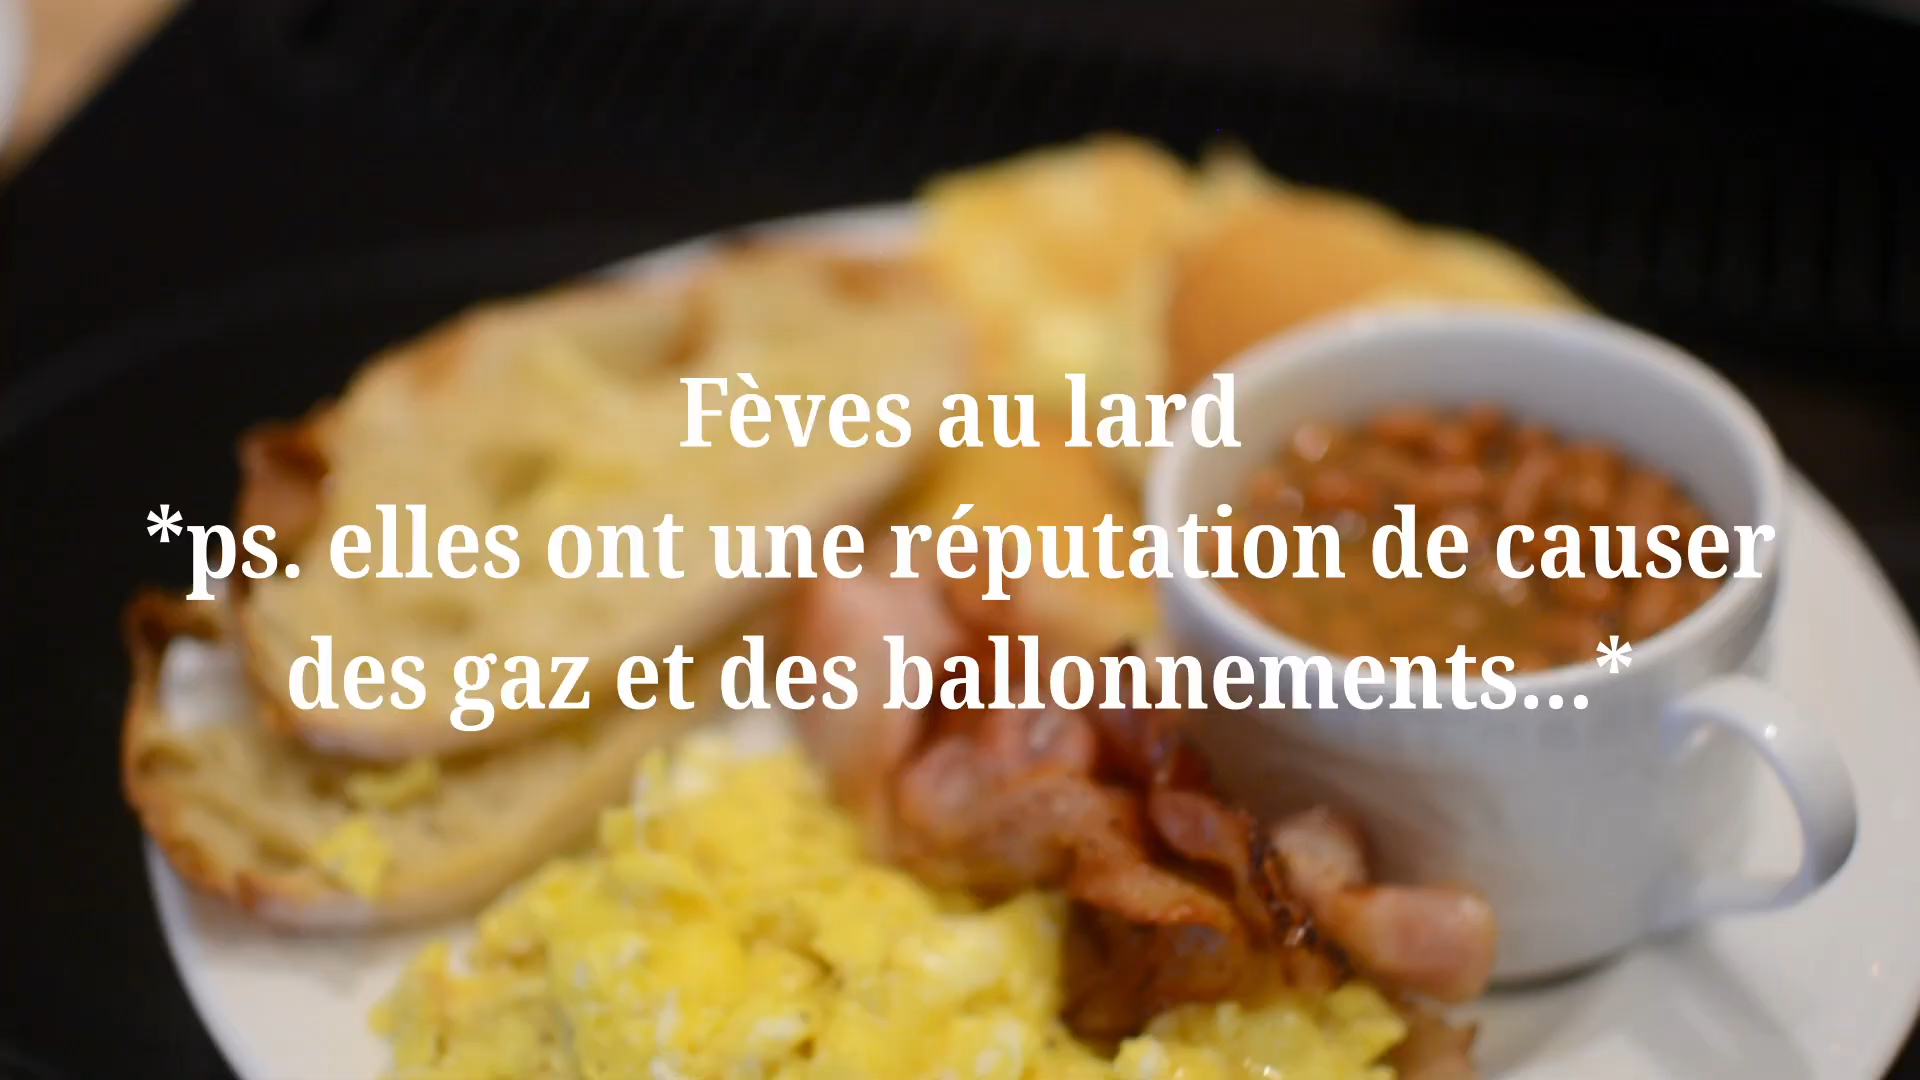 Fèves au lard
*ps. elles ont une réputation de causer
des gaz et des ballonnements...*